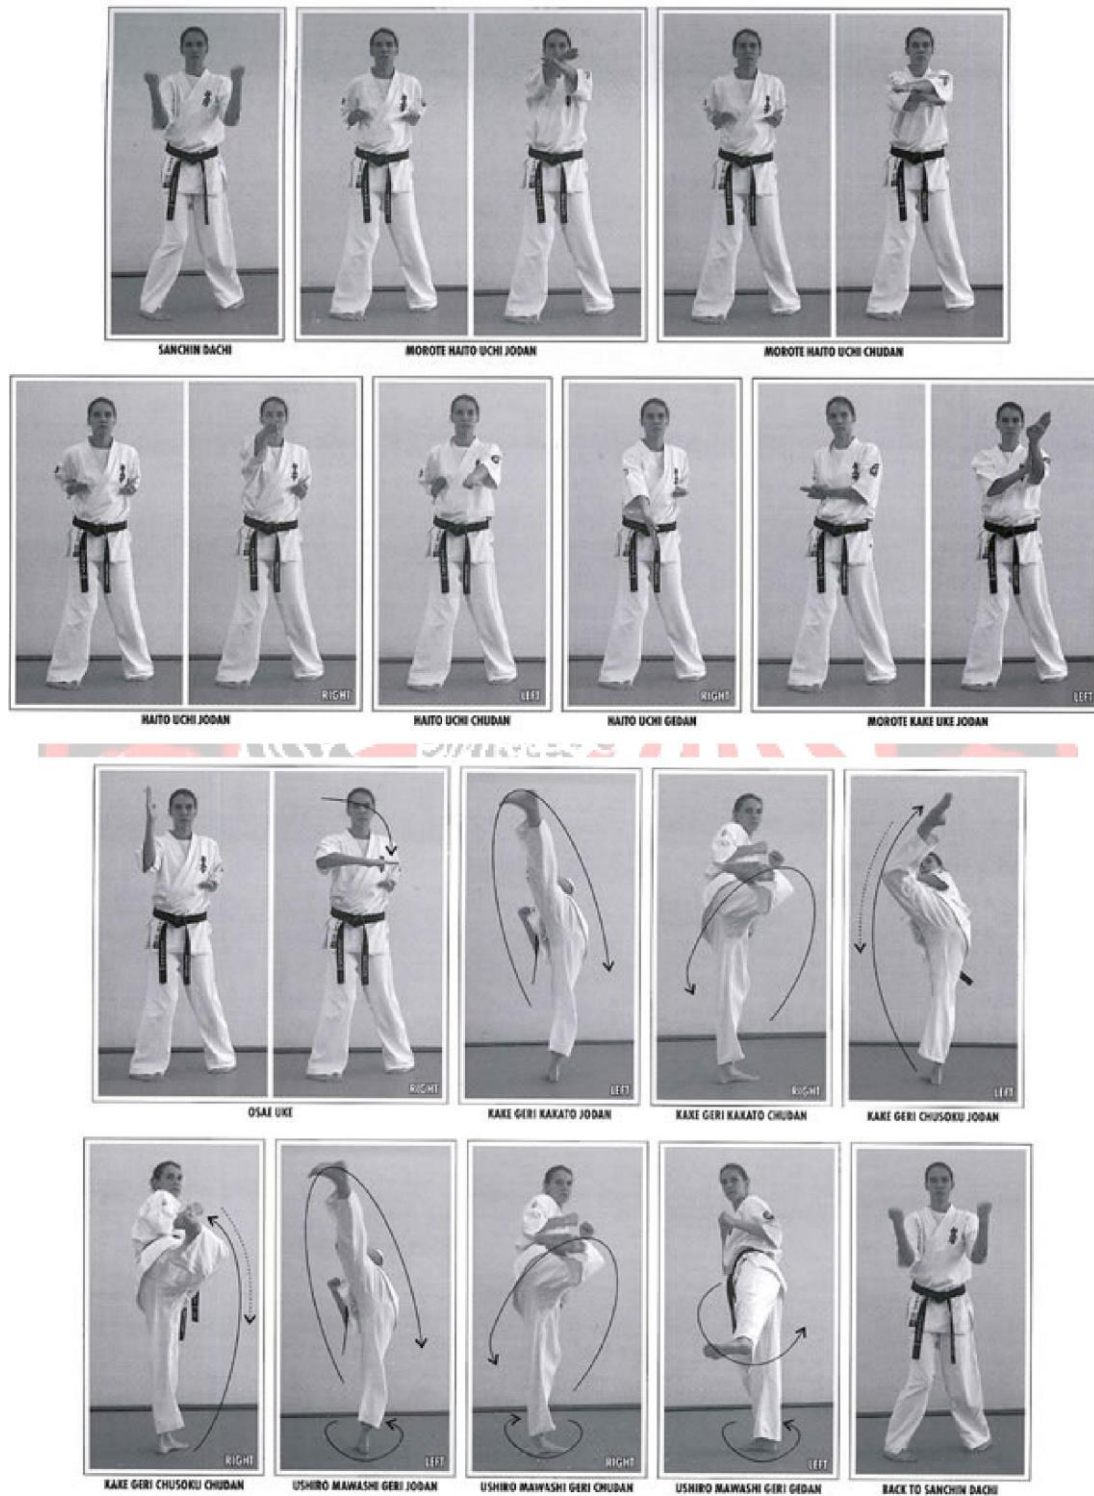 SANCHIN DACHI
MOROTE HAITO UCHI JODAN
MOROTE HAITO UCHI CHUDAN
RIGHT
LEFT
RIGHT
LEFT
HAITO UCHI JODAN
HAITO UCHI CHUDAN
HAITO UCHI GEDAN
MOROTE KAKE UKE JODAN
RIGHT
LEFT
RIGHT
LEFT
OSAE UKE
KAKE GERI KAKATO JODAN
KAKE GERI KAKATO CHUDAN
KAKE GERI CHUSOKU JODAN
RIGHT
LEFT
RIGHT
LEFT
KAKE GERI CHUSOKU CHUDAN
USHIRO MAWASHI GERI JODAN
USHIRO MAWASHI GERI CHUDAN
USHIRO MAWASHI GERI GEDAN
BACK TO SANCHIN DACHI